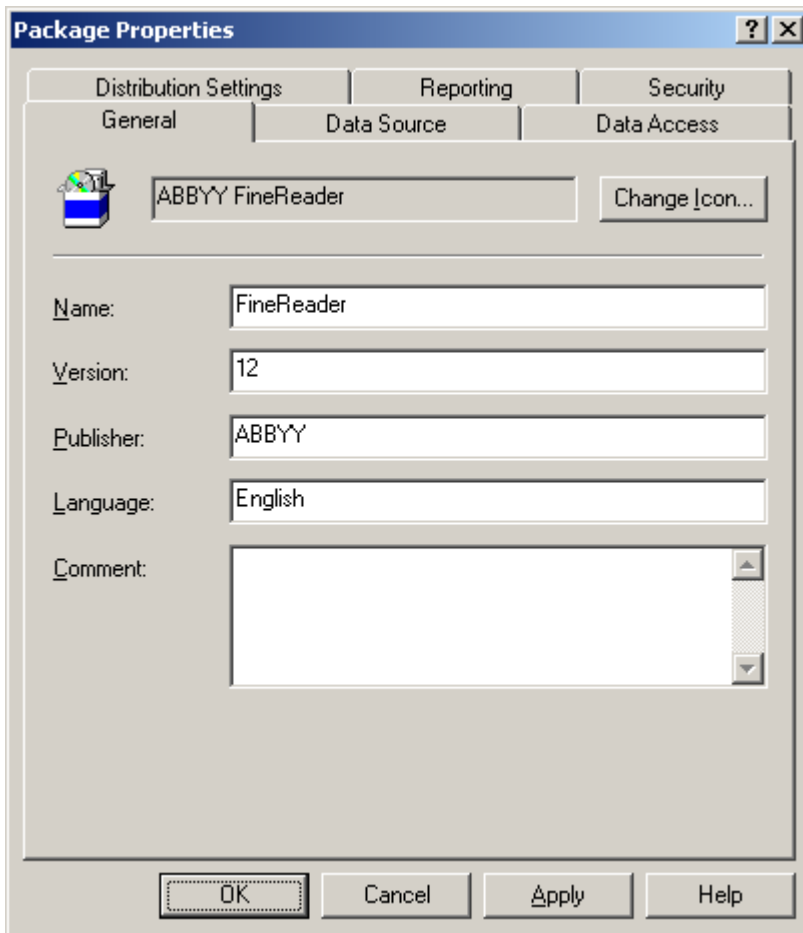 Package Properties
Distribution Settings Reporting Security
General Data Source Data Access
ABBYY FineReader Change Icon...
Name: FineReader
Version: 12
Publisher: ABBYY
Language: English
Comment:
OK Cancel Apply Help